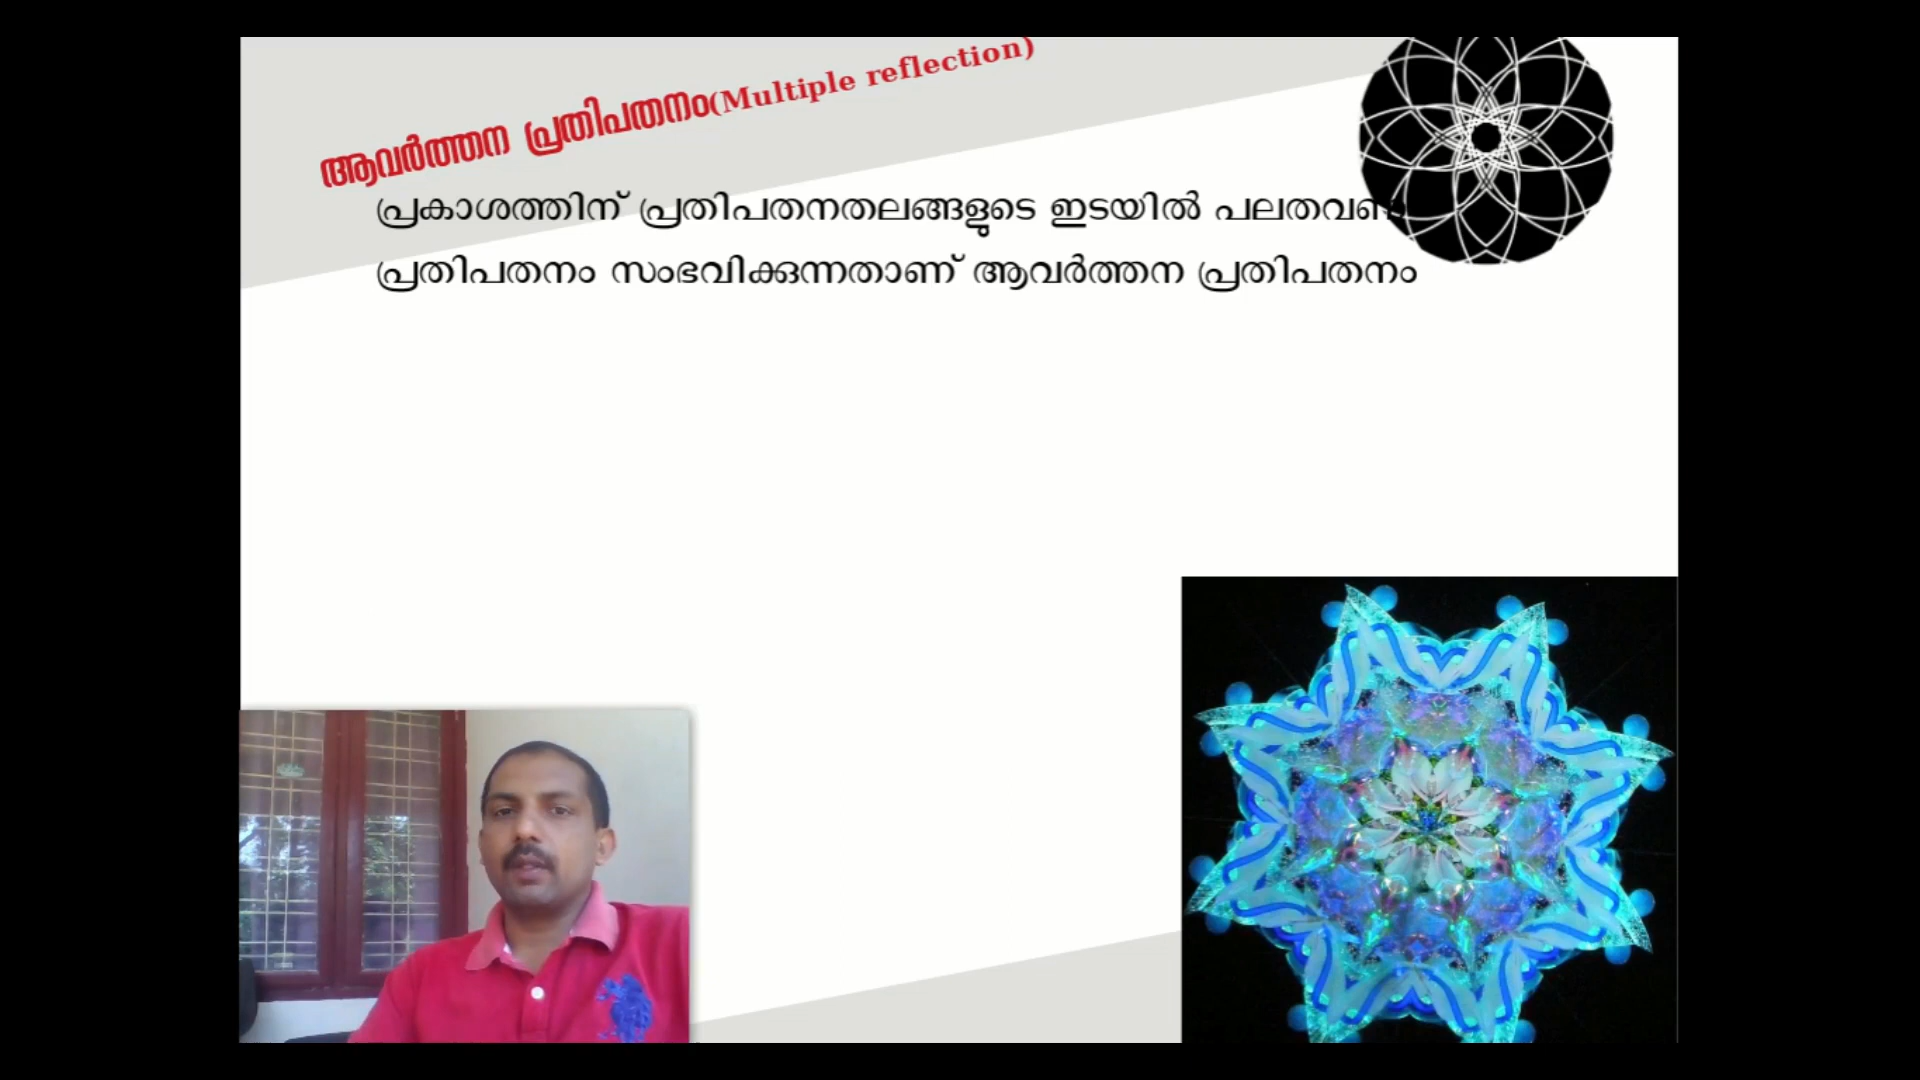 ആവർത്തന പ്രതിപതനം(Multiple reflection)
പ്രകാശത്തിന് പ്രതിപതനതലങ്ങളുടെ ഇടയിൽ
പ്രതിപതനം സംഭവിക്കുന്നതാണ് ആവർത്തന പ്രതിപതനം